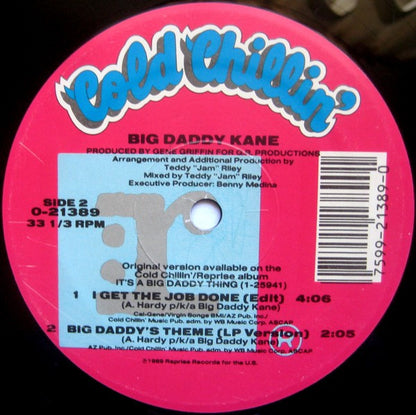 Cold Chillin'
BIG DADDY KANE
PRODUCED BY GENE GRIFFIN FOR G.R. PRODUCTIONS
Arrangement and Additional Production by
Teddy "Jam" Riley
Mixed by Teddy "Jam" Riley
Executive Producer: Benny Medina
SIDE 2
0-21389
33 1/3 RPM
7599-21389-0
r
Original version available on the
Cold Chillin'/Reprise album
IT'S A BIG DADDY THING (1-25941)
1 I GET THE JOB DONE (Edit) 4:06
(A. Hardy p/k/a Big Daddy Kane)
Cal-Gene/Virgin Songs BMI/AZ Pub. Inc./
Cold Chillin' Music Pub. adm. by WB Music Corp. ASCAP
2 BIG DADDY'S THEME (LP Version) 2:05
(A. Hardy p/k/a Big Daddy Kane)
AZ Pub. Inc./Cold Chillin' Music Pub. adm. by WB Music Corp. ASCAP
R
℗1989 Reprise Records for the U.S.